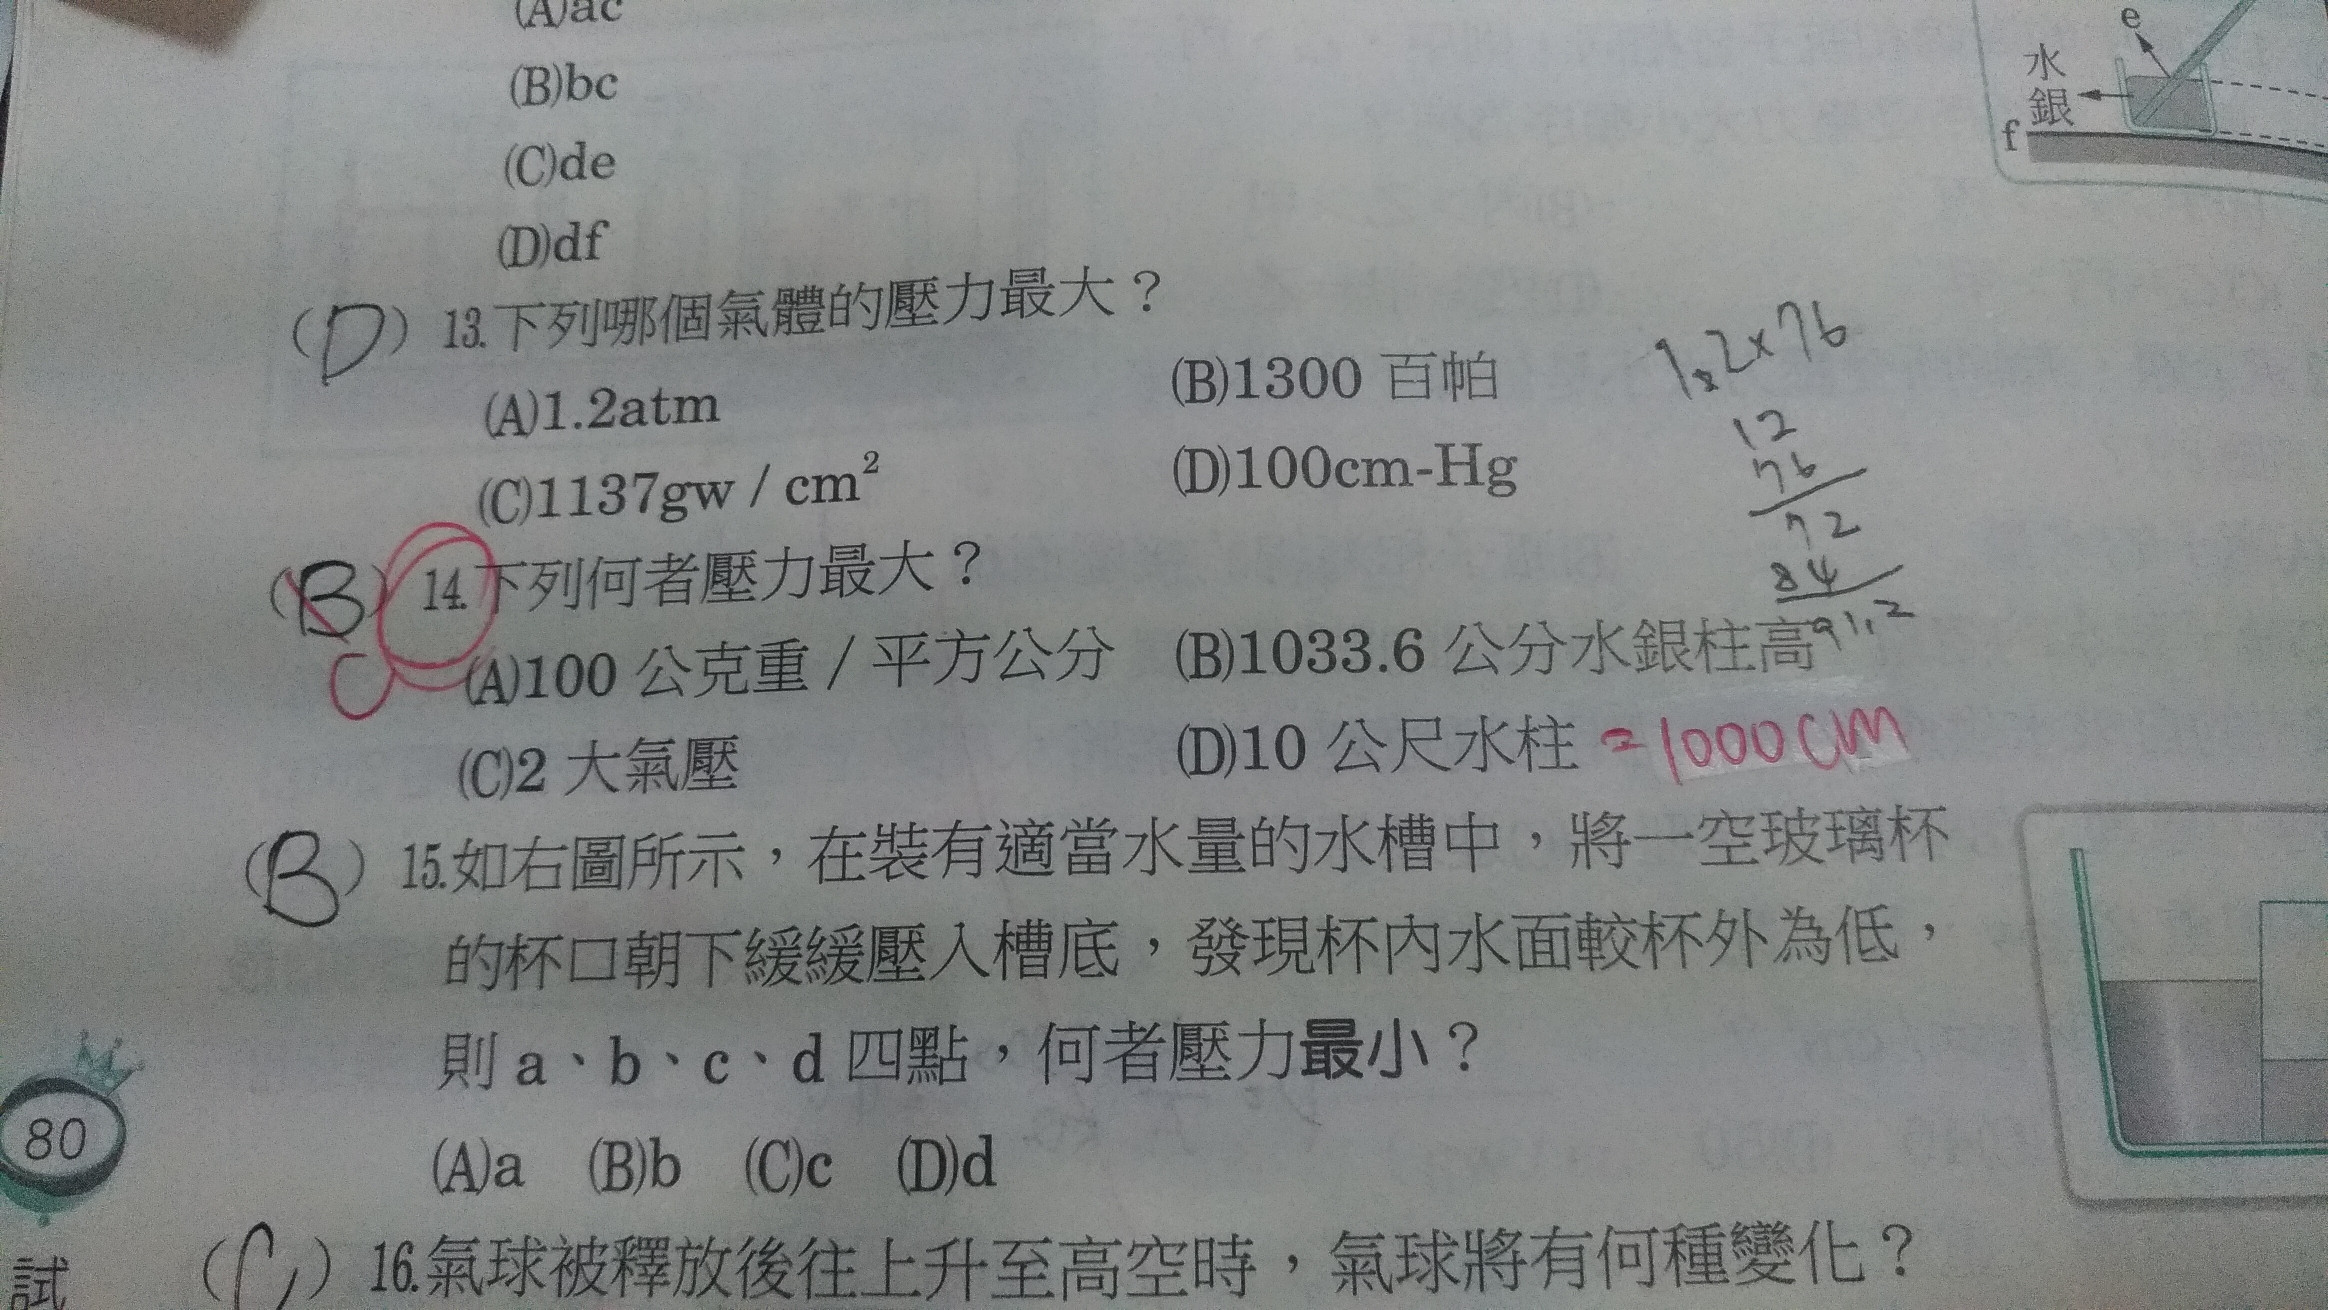 (A)ac
(B)bc
(C)de
(D)df
e
水
銀
f
(D) 13.下列哪個氣體的壓力最大？
(A)1.2atm (B)1300 百帕
(C)1137gw / cm² (D)100cm-Hg
1.2×76
12
76
72
84
91.2
(B) 14.下列何者壓力最大？
C
(A)100 公克重 / 平方公分 (B)1033.6 公分水銀柱高
(C)2 大氣壓 (D)10 公尺水柱 =1000CM
(B) 15.如右圖所示，在裝有適當水量的水槽中，將一空玻璃杯
的杯口朝下緩緩壓入槽底，發現杯內水面較杯外為低，
則 a、b、c、d 四點，何者壓力最小？
(A)a (B)b (C)c (D)d
(C) 16.氣球被釋放後往上升至高空時，氣球將有何種變化？
80
試